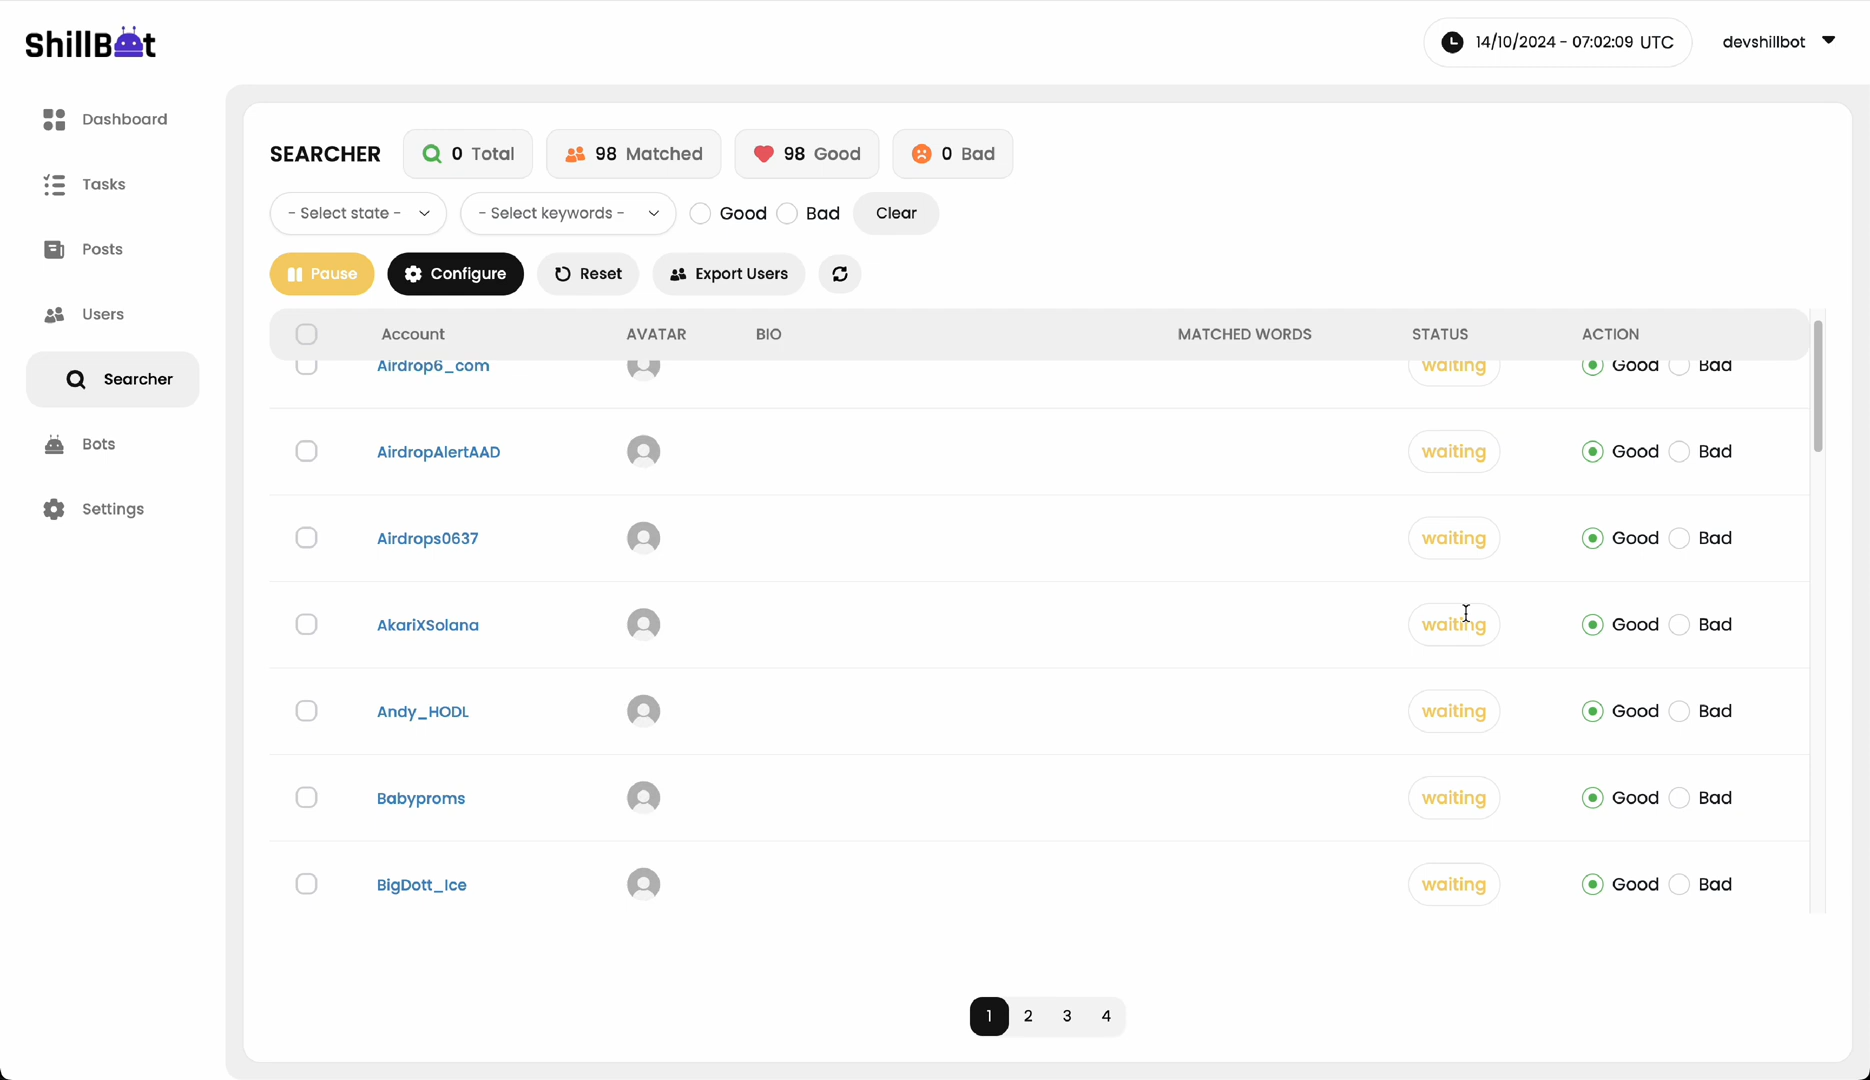 ShillBot
14/10/2024 - 07:02:09 UTC
devshillbot
Dashboard
Tasks
Posts
Users
Searcher
Bots
Settings
SEARCHER
0 Total
98 Matched
98 Good
0 Bad
- Select state -
- Select keywords -
Good
Bad
Clear
Pause
Configure
Reset
Export Users
Account AVATAR BIO MATCHED WORDS STATUS ACTION
Airdrop6_com waiting Good Bad
AirdropAlertAAD waiting Good Bad
Airdrops0637 waiting Good Bad
AkariXSolana waiting Good Bad
Andy_HODL waiting Good Bad
Babyproms waiting Good Bad
BigDott_Ice waiting Good Bad
1 2 3 4